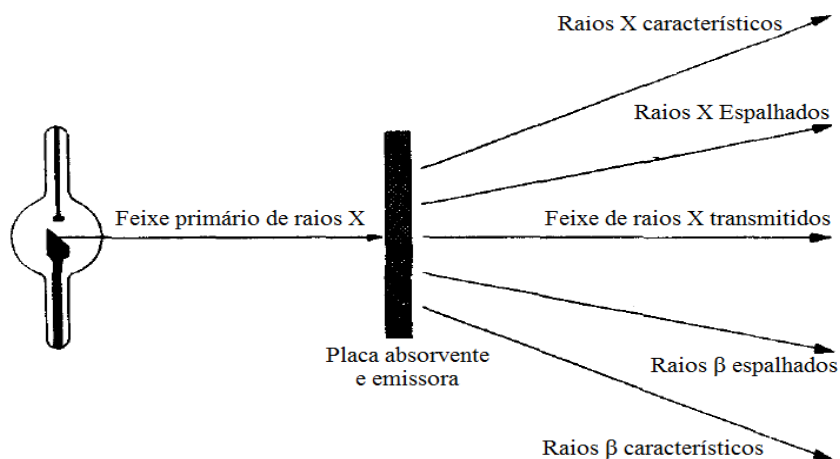 Raios X característicos
Raios X Espalhados
Feixe primário de raios X
Feixe de raios X transmitidos
Placa absorvente
e emissora
Raios β espalhados
Raios β característicos